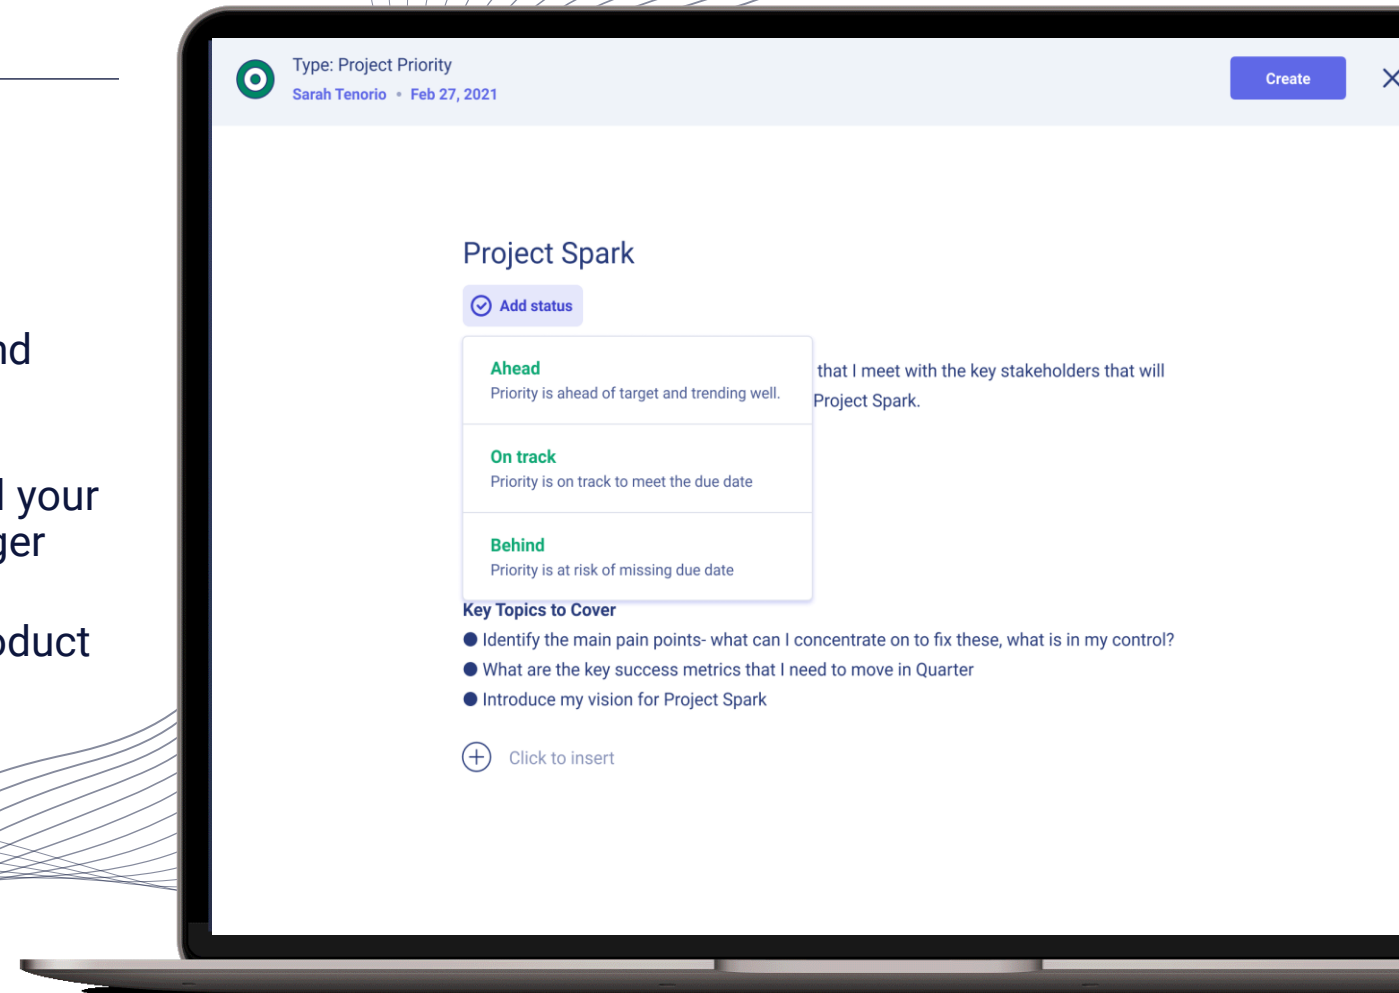 Type: Project Priority
Sarah Tenorio • Feb 27, 2021
Create
your
Project Spark
Add status
Ahead
Priority is ahead of target and trending well.
that I meet with the key stakeholders that will
Project Spark.
On track
Priority is on track to meet the due date
Behind
Priority is at risk of missing due date
Key Topics to Cover
● Identify the main pain points- what can I concentrate on to fix these, what is in my control?
● What are the key success metrics that I need to move in Quarter
● Introduce my vision for Project Spark
Click to insert